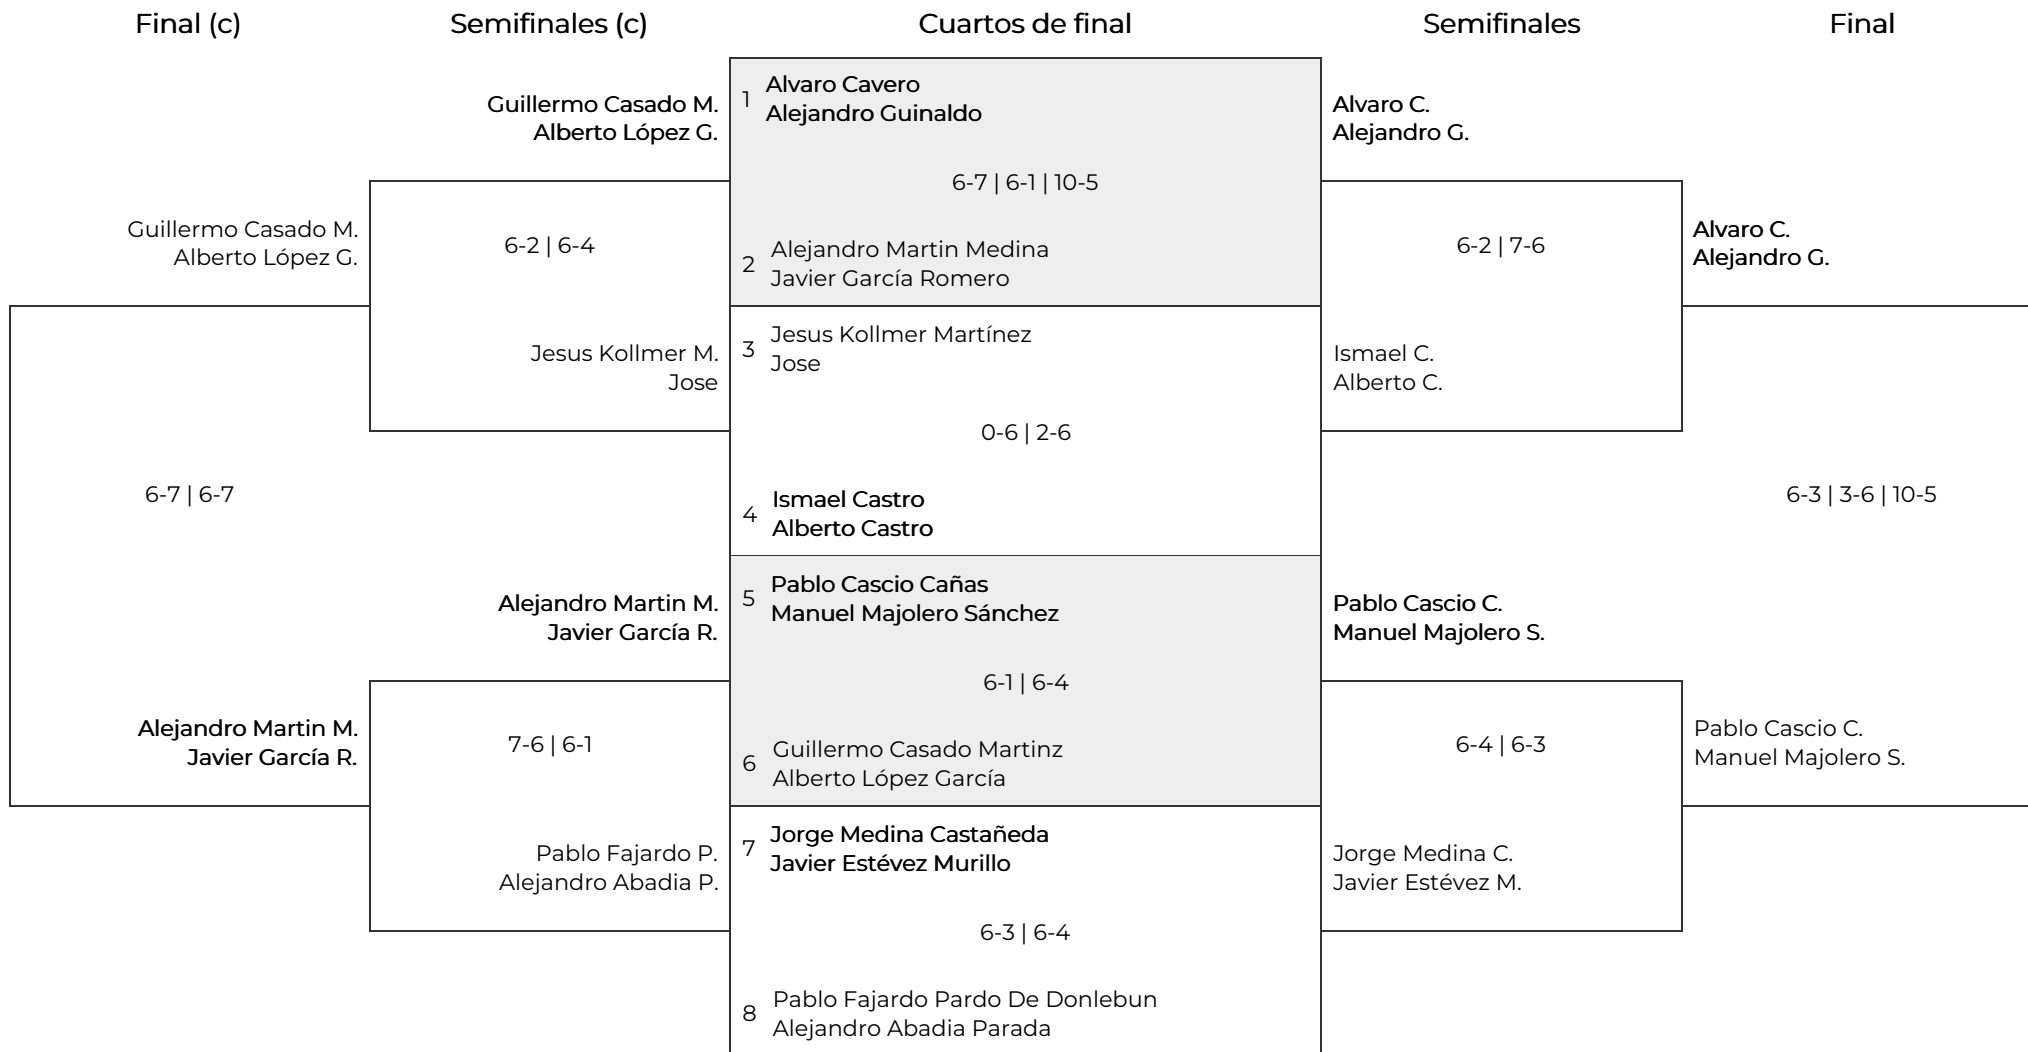 Final (c)
Semifinales (c)
Cuartos de final
Semifinales
Final
Guillermo Casado M.
Alberto López G.
6-2 | 6-4
Jesus Kollmer M.
Jose
Guillermo Casado M.
Alberto López G.
6-7 | 6-7
Alejandro Martin M.
Javier García R.
Alejandro Martin M.
Javier García R.
7-6 | 6-1
Pablo Fajardo P.
Alejandro Abadia P.
1 Alvaro Cavero
Alejandro Guinaldo
6-7 | 6-1 | 10-5
2 Alejandro Martin Medina
Javier García Romero
3 Jesus Kollmer Martínez
Jose
0-6 | 2-6
4 Ismael Castro
Alberto Castro
5 Pablo Cascio Cañas
Manuel Majolero Sánchez
6-1 | 6-4
6 Guillermo Casado Martinz
Alberto López García
7 Jorge Medina Castañeda
Javier Estévez Murillo
6-3 | 6-4
8 Pablo Fajardo Pardo De Donlebun
Alejandro Abadia Parada
Alvaro C.
Alejandro G.
6-2 | 7-6
Ismael C.
Alberto C.
Pablo Cascio C.
Manuel Majolero S.
6-4 | 6-3
Jorge Medina C.
Javier Estévez M.
Alvaro C.
Alejandro G.
6-3 | 3-6 | 10-5
Pablo Cascio C.
Manuel Majolero S.